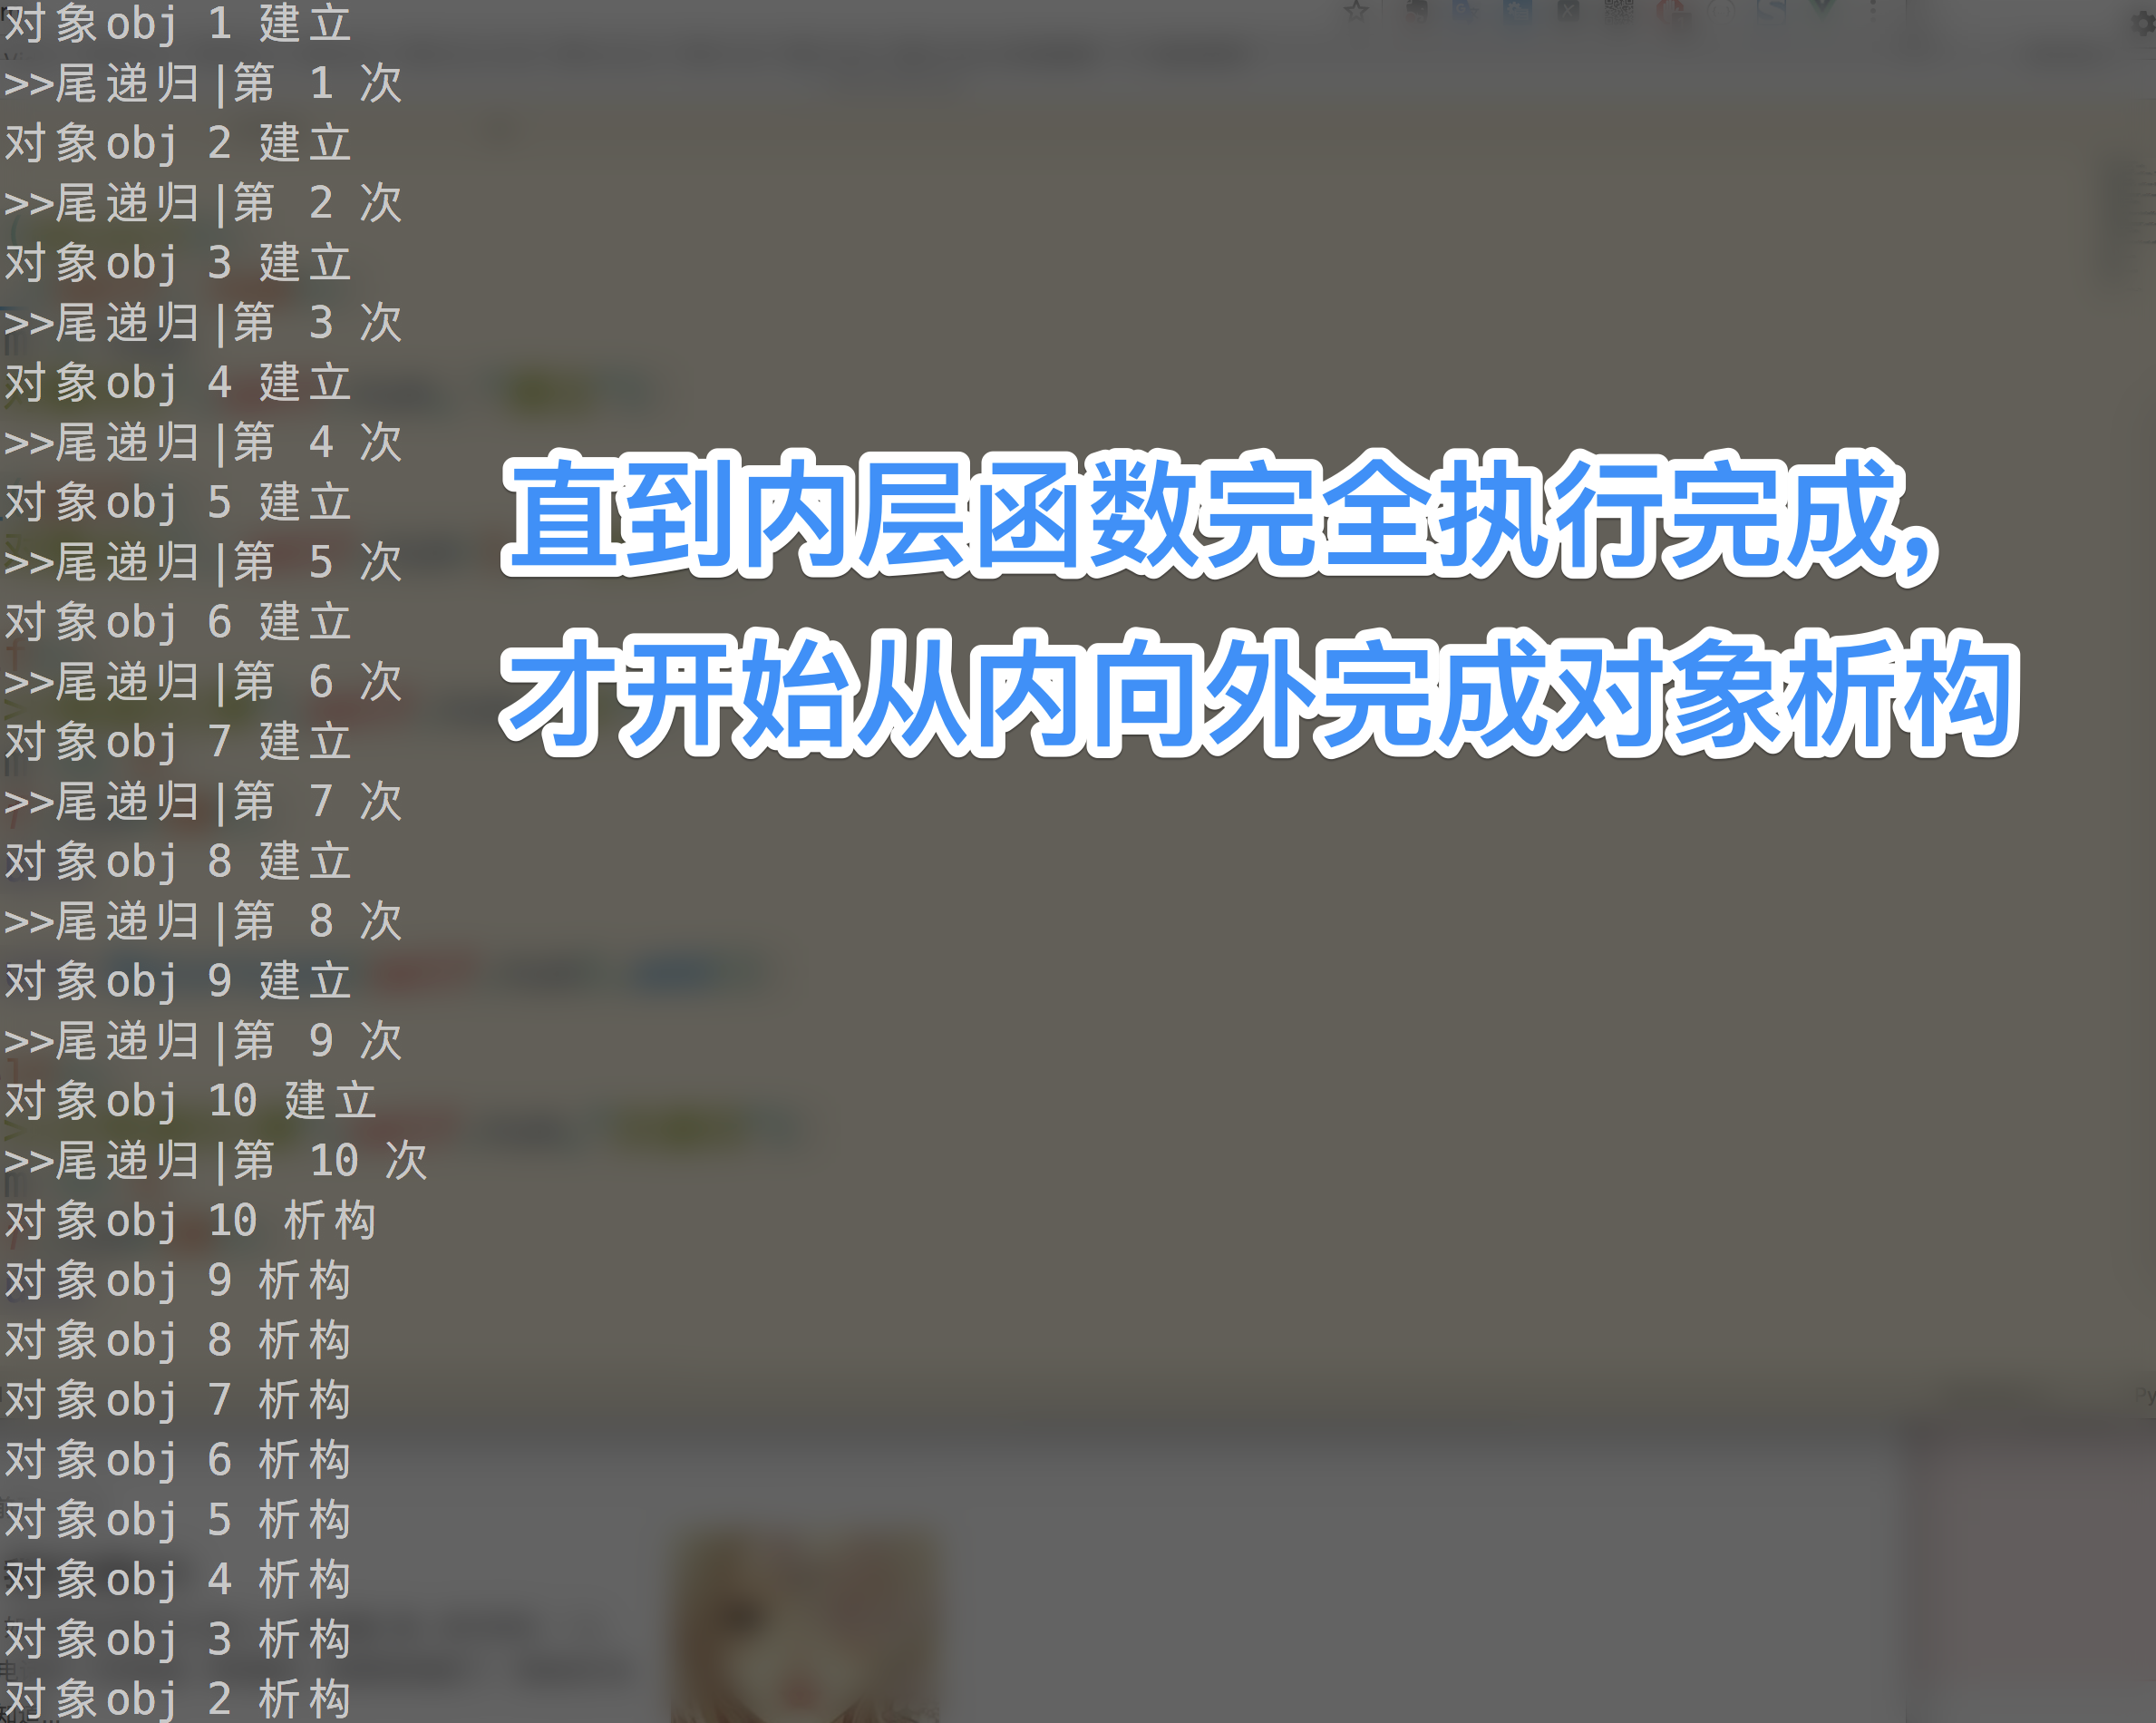 对象obj 1 建立
>>尾递归|第 1 次
对象obj 2 建立
>>尾递归|第 2 次
对象obj 3 建立
>>尾递归|第 3 次
对象obj 4 建立
>>尾递归|第 4 次
对象obj 5 建立
>>尾递归|第 5 次
对象obj 6 建立
>>尾递归|第 6 次
对象obj 7 建立
>>尾递归|第 7 次
对象obj 8 建立
>>尾递归|第 8 次
对象obj 9 建立
>>尾递归|第 9 次
对象obj 10 建立
>>尾递归|第 10 次
对象obj 10 析构
对象obj 9 析构
对象obj 8 析构
对象obj 7 析构
对象obj 6 析构
对象obj 5 析构
对象obj 4 析构
对象obj 3 析构
对象obj 2 析构
直到内层函数完全执行完成，
才开始从内向外完成对象析构